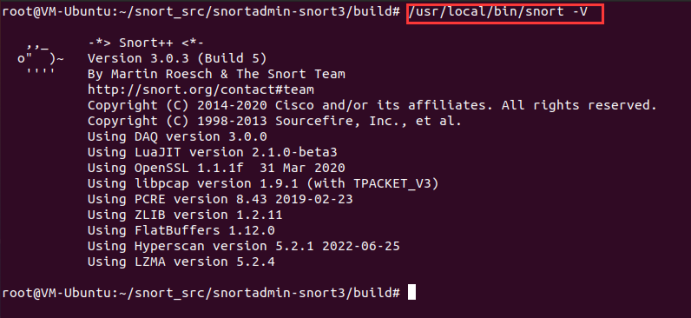 root@VM-Ubuntu:~/snort_src/snortadmin-snort3/build# /usr/local/bin/snort -V
,,_ -*> Snort++ <*-
o" )~ Version 3.0.3 (Build 5)
'''' By Martin Roesch & The Snort Team
http://snort.org/contact#team
Copyright (C) 2014-2020 Cisco and/or its affiliates. All rights reserved.
Copyright (C) 1998-2013 Sourcefire, Inc., et al.
Using DAQ version 3.0.0
Using LuaJIT version 2.1.0-beta3
Using OpenSSL 1.1.1f  31 Mar 2020
Using libpcap version 1.9.1 (with TPACKET_V3)
Using PCRE version 8.43 2019-02-23
Using ZLIB version 1.2.11
Using FlatBuffers 1.12.0
Using Hyperscan version 5.2.1 2022-06-25
Using LZMA version 5.2.4
root@VM-Ubuntu:~/snort_src/snortadmin-snort3/build#